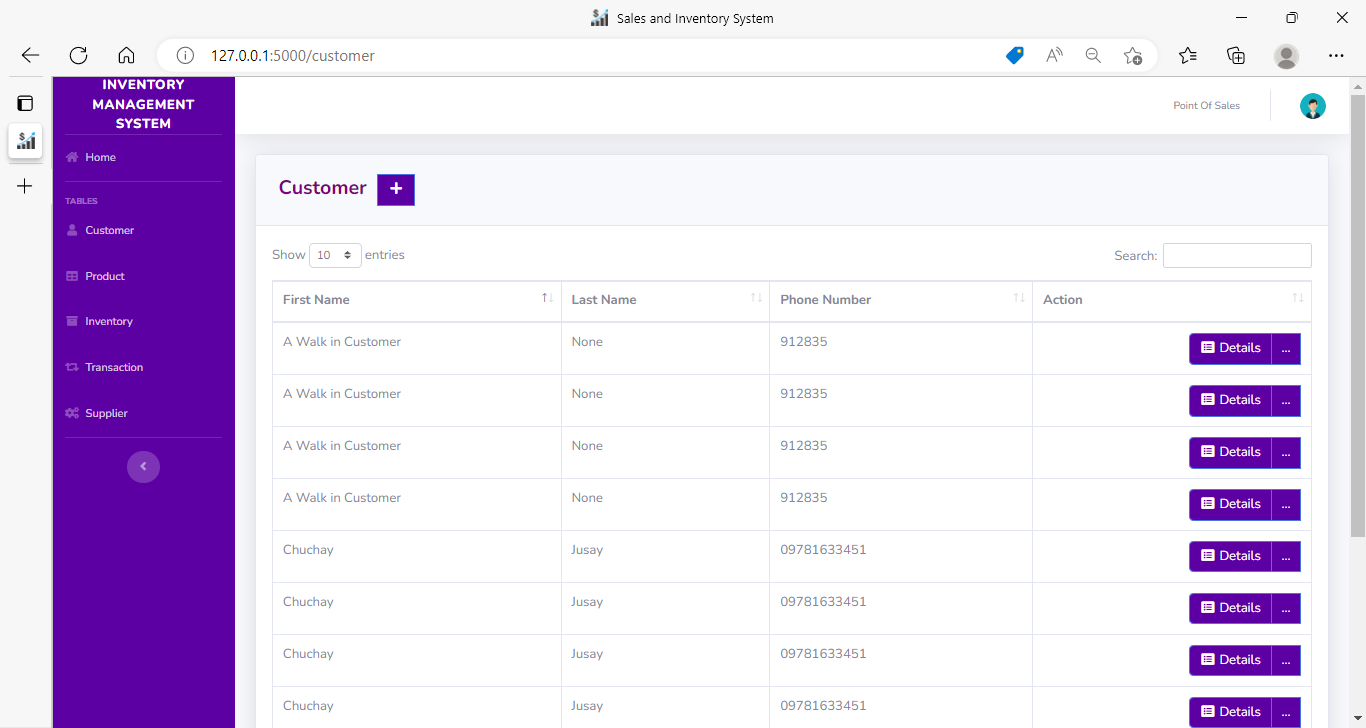 Sales and Inventory System
127.0.0.1:5000/customer
INVENTORY
MANAGEMENT
SYSTEM
Point Of Sales
Home
TABLES
Customer
Product
Inventory
Transaction
Supplier
Customer +
Show 10 entries
Search:
First Name Last Name Phone Number Action
A Walk in Customer None 912835 Details ...
A Walk in Customer None 912835 Details ...
A Walk in Customer None 912835 Details ...
A Walk in Customer None 912835 Details ...
Chuchay Jusay 09781633451 Details ...
Chuchay Jusay 09781633451 Details ...
Chuchay Jusay 09781633451 Details ...
Chuchay Jusay 09781633451 Details ...